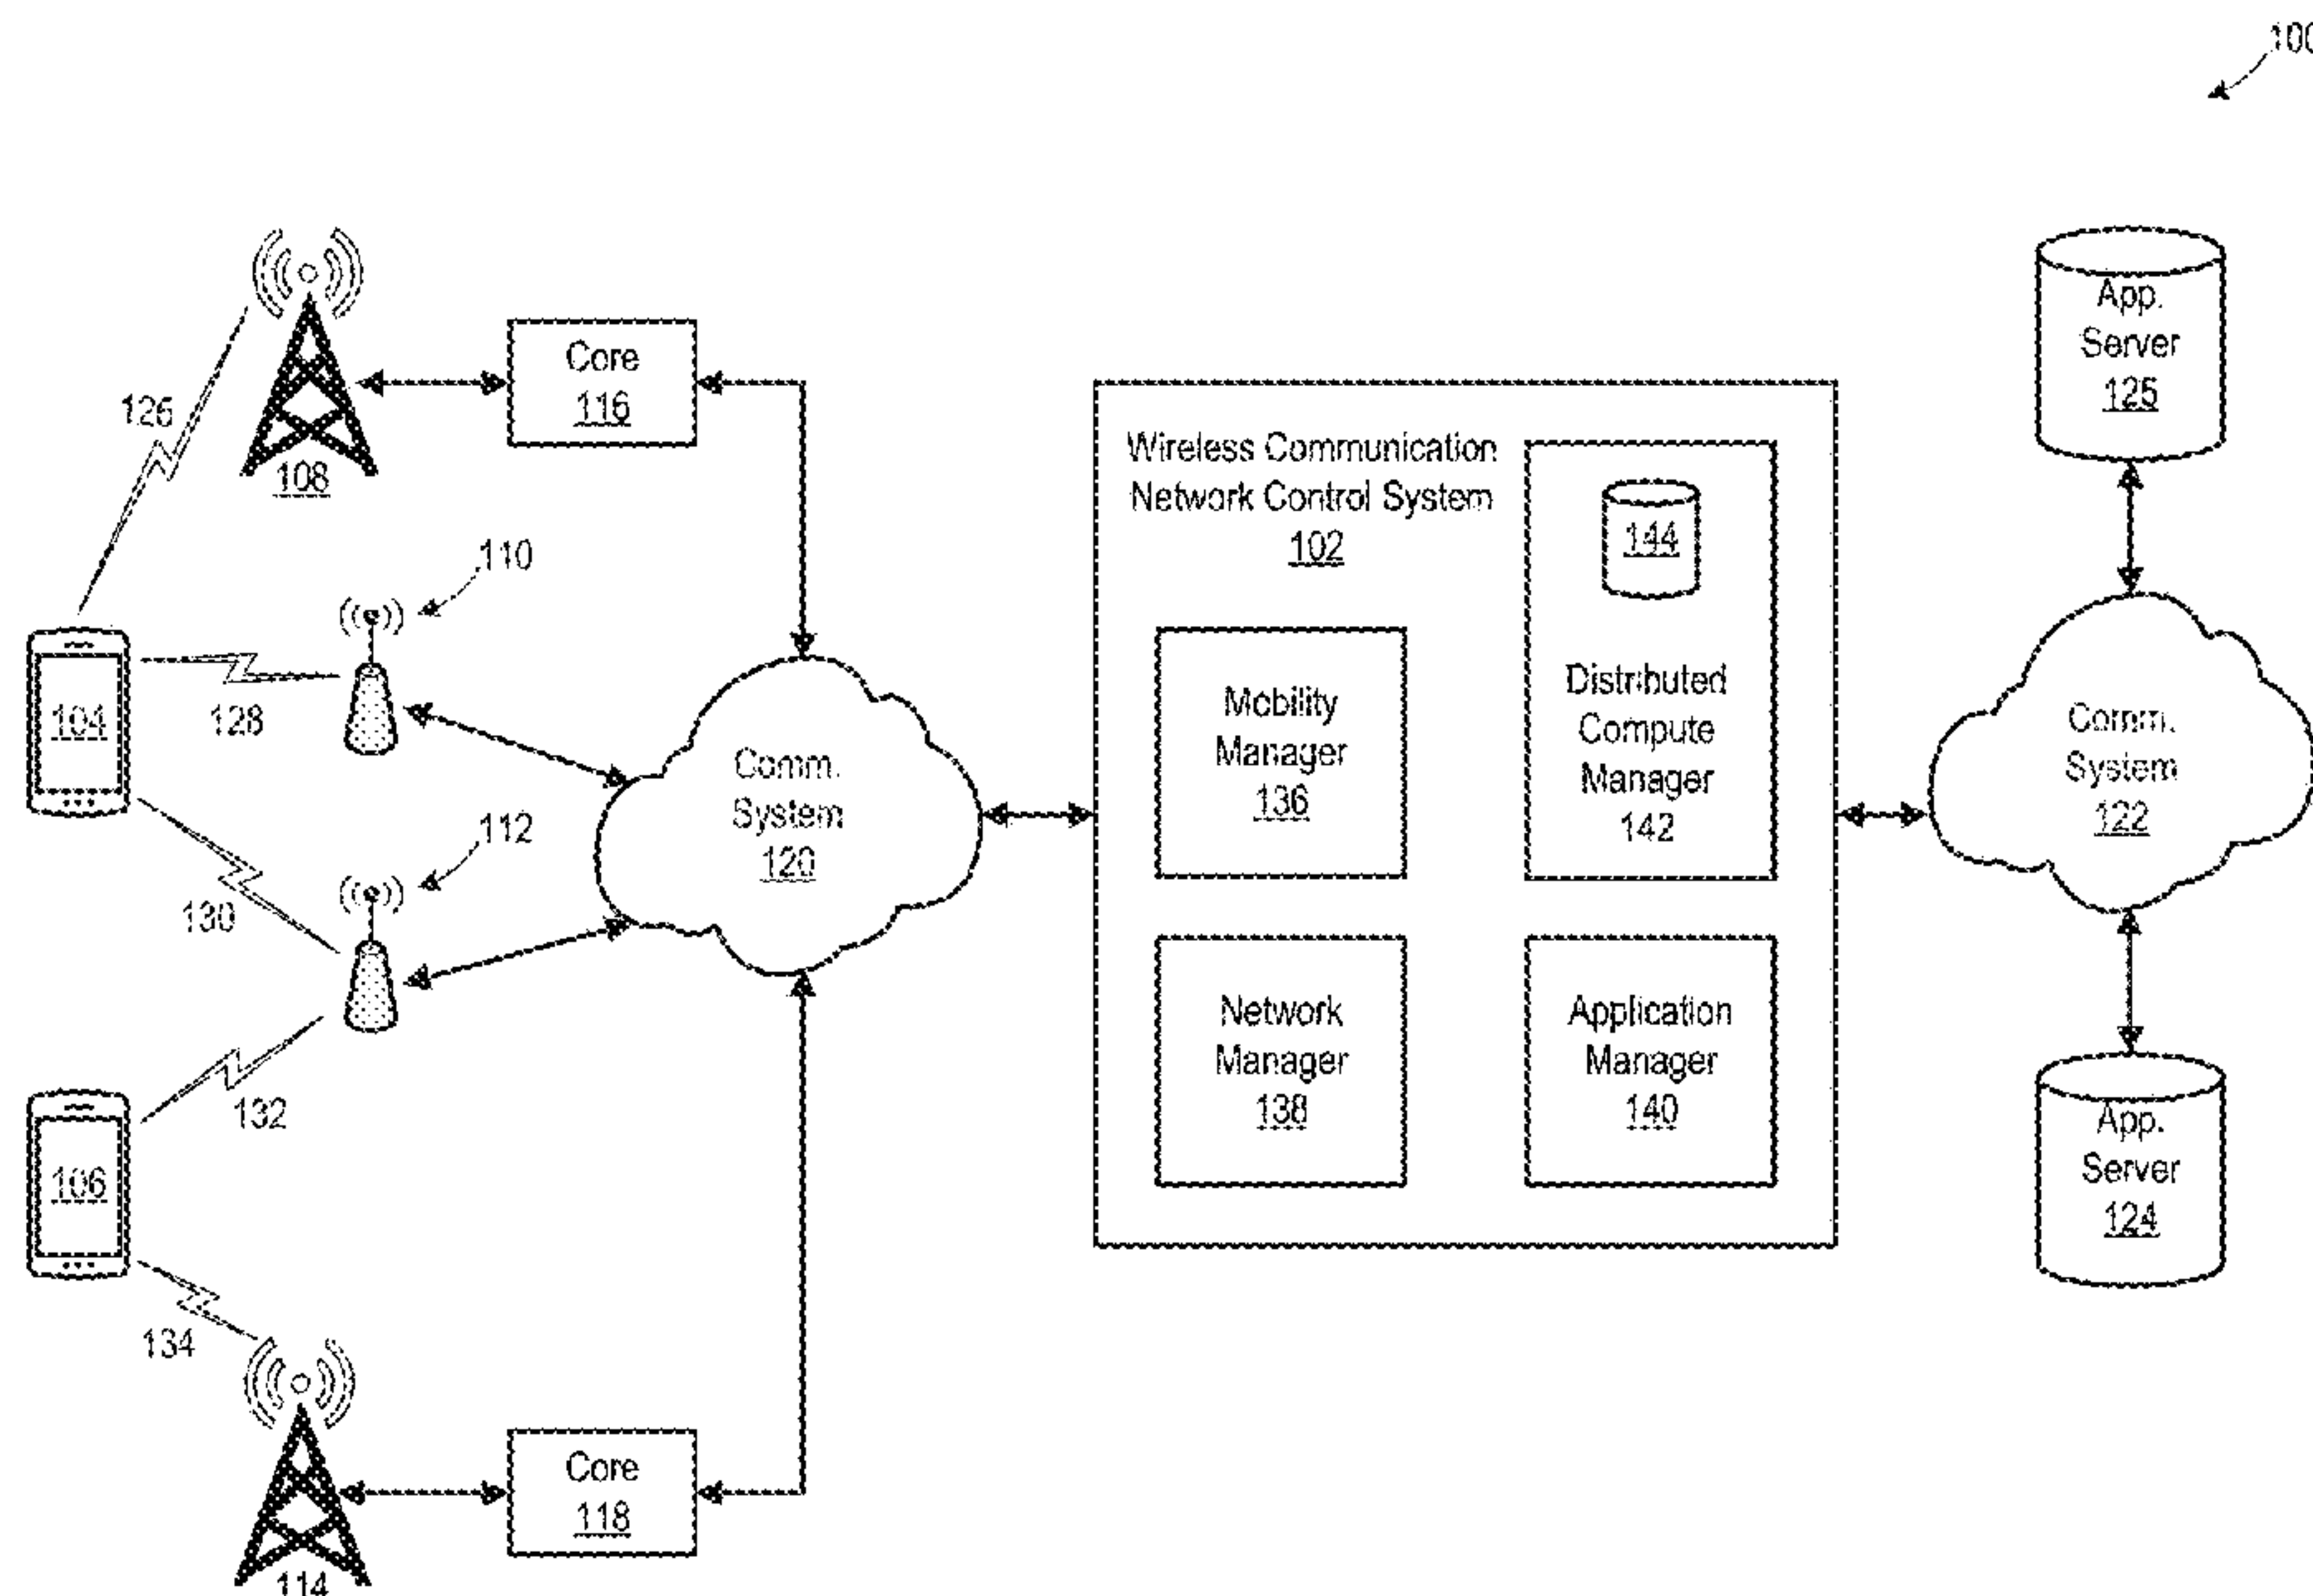 100
126
108
Core
116
110
104
128
112
130
132
106
134
114
Core
118
Comm.
System
120
Wireless Communication
Network Control System
102
144
Mobility
Manager
136
Distributed
Compute
Manager
142
Network
Manager
138
Application
Manager
140
App.
Server
125
Comm.
System
122
App.
Server
124